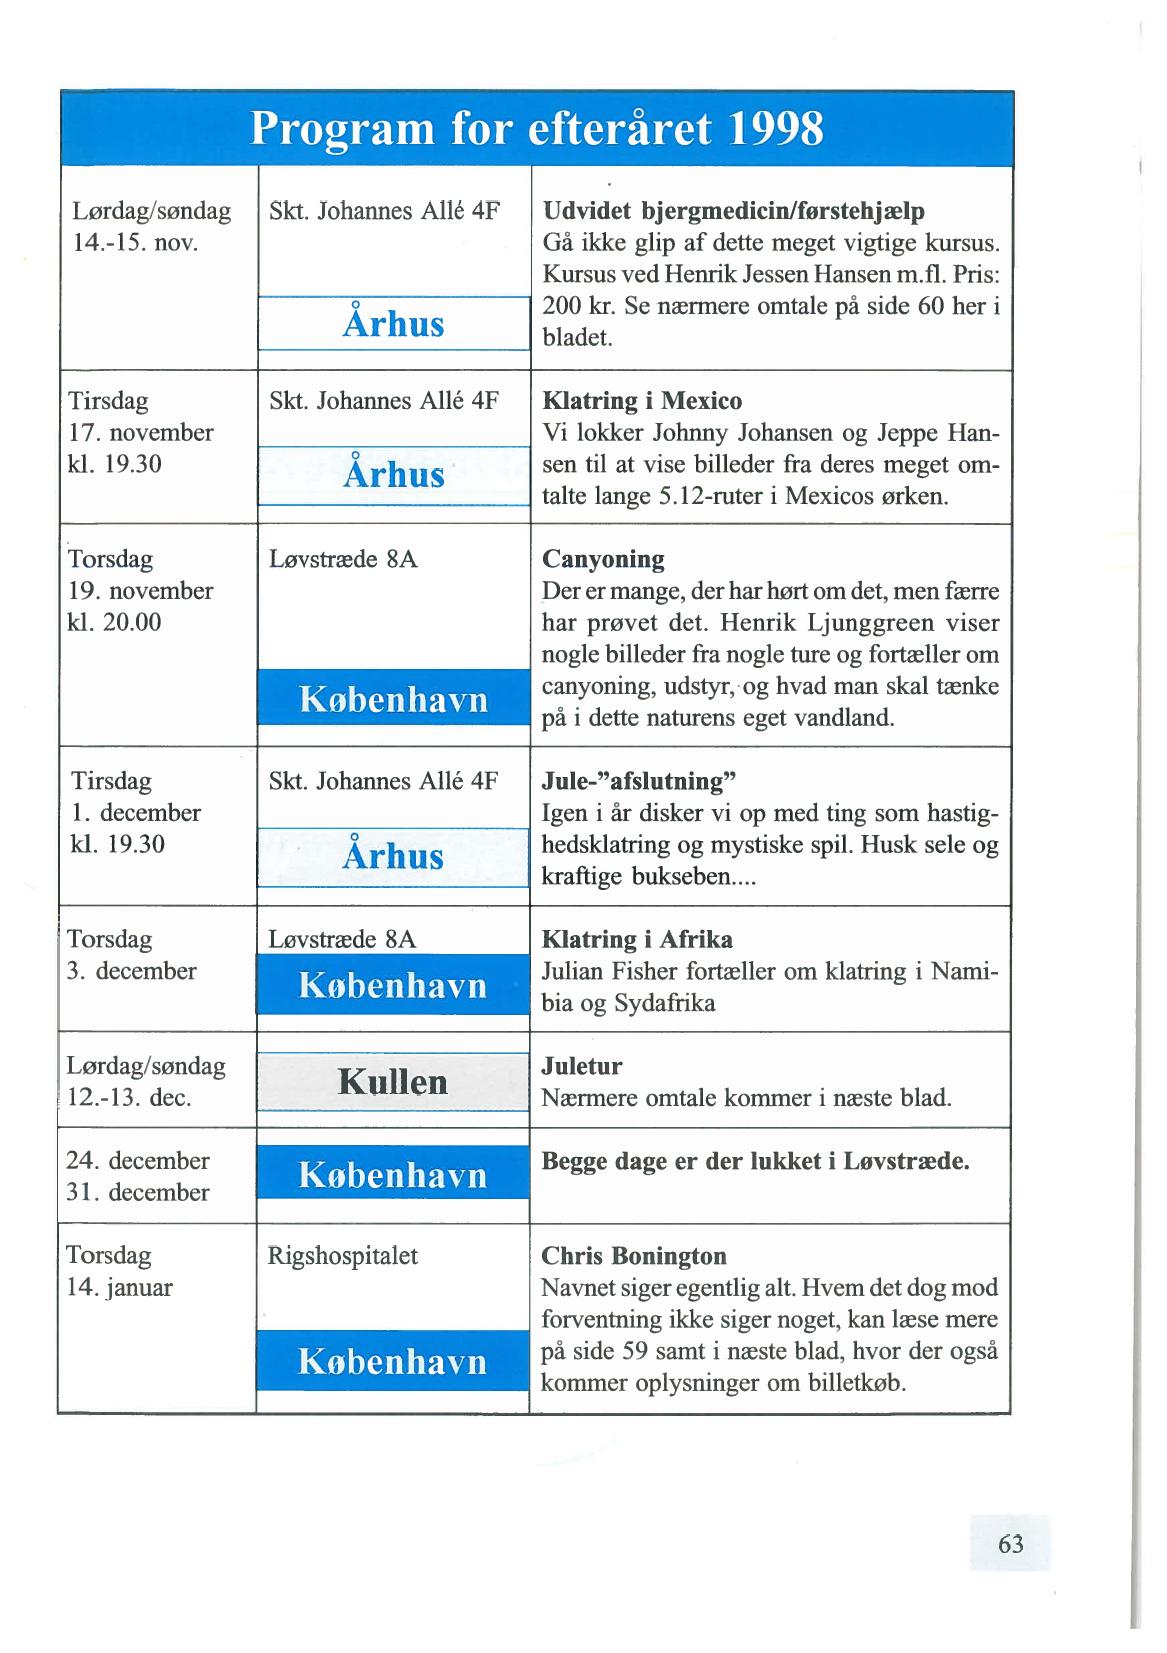 Program for efteråret 1998
Lørdag/søndag
14.-15. nov.
Skt. Johannes Allé 4F
Århus
Udvidet bjergmedicin/førstehjælp
Gå ikke glip af dette meget vigtige kursus.
Kursus ved Henrik Jessen Hansen m.fl. Pris:
200 kr. Se nærmere omtale på side 60 her i
bladet.
Tirsdag
17. november
kl. 19.30
Skt. Johannes Allé 4F
Århus
Klatring i Mexico
Vi lokker Johnny Johansen og Jeppe Han-
sen til at vise billeder fra deres meget om-
talte lange 5.12-ruter i Mexicos ørken.
Torsdag
19. november
kl. 20.00
Løvstræde 8A
København
Canyoning
Der er mange, der har hørt om det, men færre
har prøvet det. Henrik Ljunggreen viser
nogle billeder fra nogle ture og fortæller om
canyoning, udstyr, og hvad man skal tænke
på i dette naturens eget vandland.
Tirsdag
1. december
kl. 19.30
Skt. Johannes Allé 4F
Århus
Jule-”afslutning”
Igen i år disker vi op med ting som hastig-
hedsklatring og mystiske spil. Husk sele og
kraftige bukseben....
Torsdag
3. december
Løvstræde 8A
København
Klatring i Afrika
Julian Fisher fortæller om klatring i Nami-
bia og Sydafrika
Lørdag/søndag
12.-13. dec.
Kullen
Juletur
Nærmere omtale kommer i næste blad.
24. december
31. december
København
Begge dage er der lukket i Løvstræde.
Torsdag
14. januar
Rigshospitalet
København
Chris Bonington
Navnet siger egentlig alt. Hvem det dog mod
forventning ikke siger noget, kan læse mere
på side 59 samt i næste blad, hvor der også
kommer oplysninger om billetkøb.
63